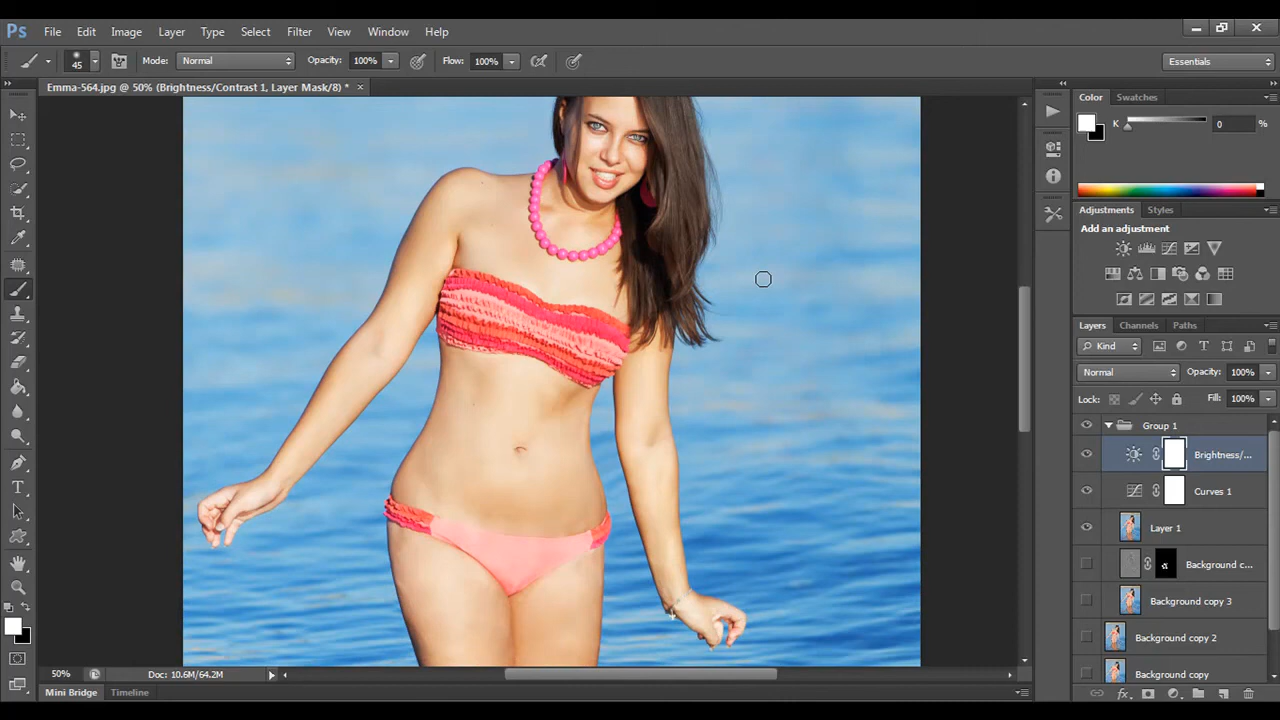 Ps File Edit Image Layer Type Select Filter View Window Help
45 Mode: Normal Opacity: 100% Flow: 100% Essentials
Emma-564.jpg @ 50% (Brightness/Contrast 1, Layer Mask/8) * ×
Color Swatches
K 0 %
Adjustments Styles
Add an adjustment
Layers Channels Paths
Kind T
Normal Opacity: 100%
Lock: Fill: 100%
Group 1
Brightness/...
Curves 1
Layer 1
Background c...
Background copy 3
Background copy 2
Background copy
50% Doc: 10.6M/64.2M
fx
Mini Bridge Timeline